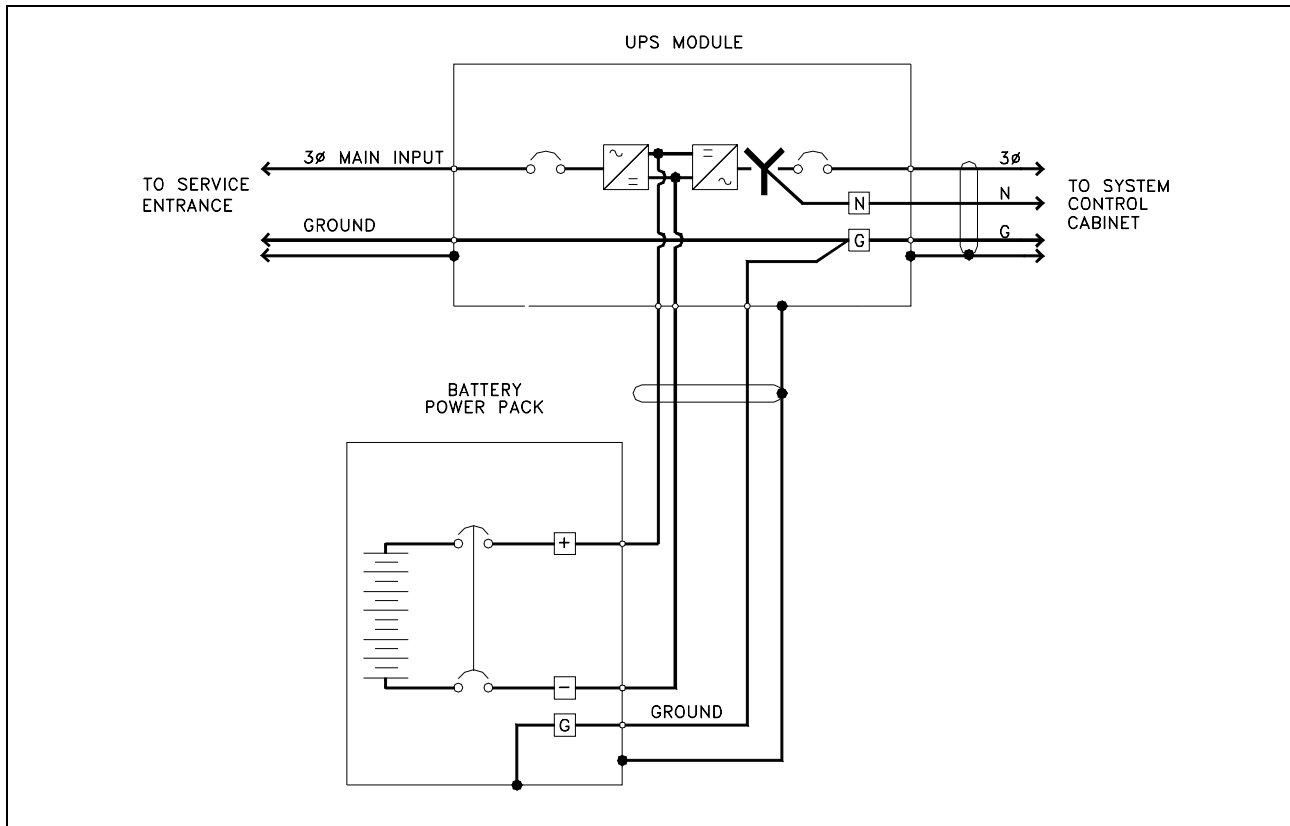 UPS MODULE
3ø MAIN INPUT
TO SERVICE
ENTRANCE
GROUND
3ø
N
N
G
G
TO SYSTEM
CONTROL
CABINET
BATTERY
POWER PACK
+
−
G
GROUND